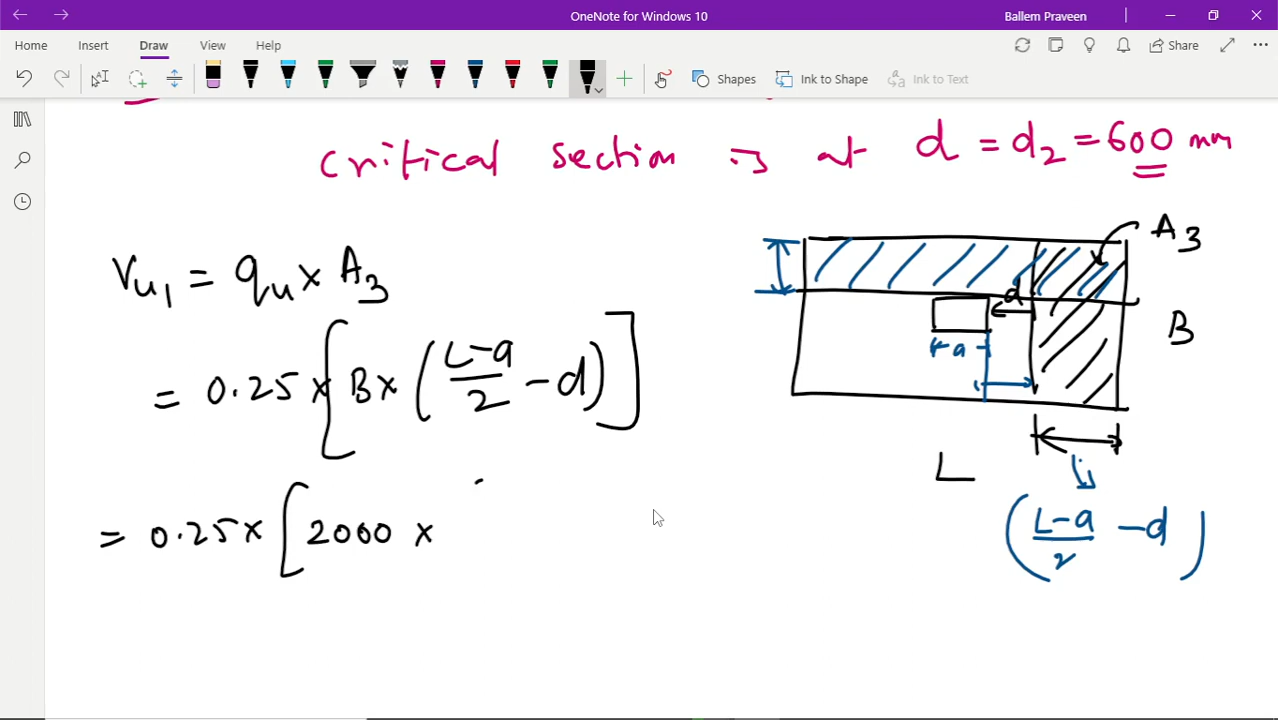 OneNote for Windows 10
Ballem Praveen
Home Insert Draw View Help
Share
Shapes Ink to Shape Ink to Text
critical section is at d = d2 = 600 mm
Vu1 = qu × A3
= 0.25 × [B × (L-a/2 - d)]
= 0.25 × [2000 ×
A3
d
B
a
L
(L-a/2 - d)